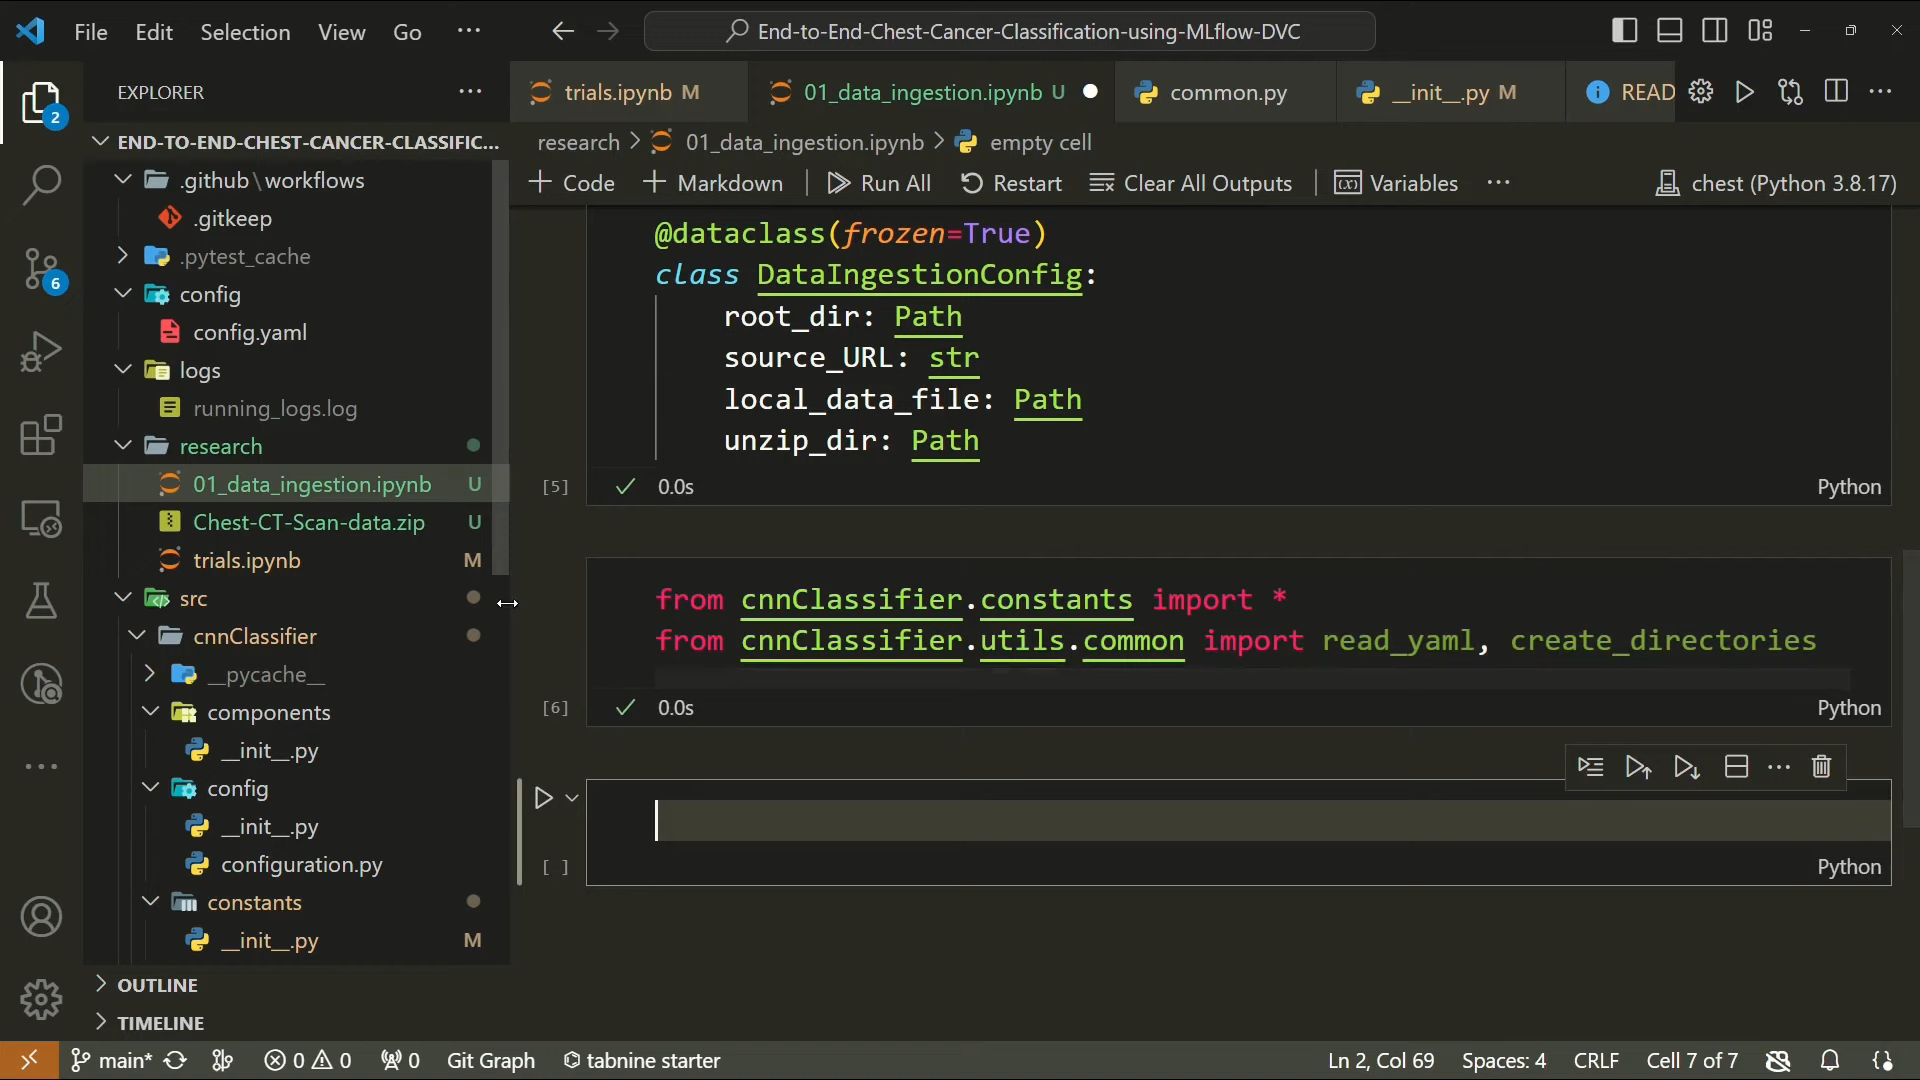 File Edit Selection View Go ··· End-to-End-Chest-Cancer-Classification-using-MLflow-DVC
EXPLORER ···
2
trials.ipynb M 01_data_ingestion.ipynb U common.py __init__.py M READ ···
END-TO-END-CHEST-CANCER-CLASSIFIC...
research > 01_data_ingestion.ipynb > empty cell
+ Code + Markdown Run All Restart Clear All Outputs Variables ··· chest (Python 3.8.17)
.github\workflows
.gitkeep
.pytest_cache
6
config
config.yaml
logs
running_logs.log
research
01_data_ingestion.ipynb U
Chest-CT-Scan-data.zip U
trials.ipynb M
src
cnnClassifier
__pycache__
components
__init__.py
config
__init__.py
configuration.py
constants
__init__.py M
OUTLINE
TIMELINE
@dataclass(frozen=True)
class DataIngestionConfig:
root_dir: Path
source_URL: str
local_data_file: Path
unzip_dir: Path
[5] 0.0s Python
from cnnClassifier.constants import *
from cnnClassifier.utils.common import read_yaml, create_directories
[6] 0.0s Python
[ ] Python
main* 0 0 0 Git Graph tabnine starter Ln 2, Col 69 Spaces: 4 CRLF Cell 7 of 7